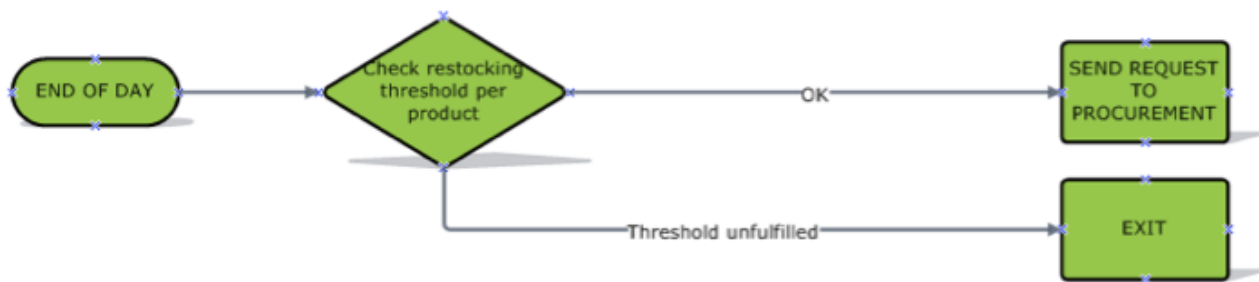 END OF DAY
Check restocking
threshold per
product
OK
SEND REQUEST
TO
PROCUREMENT
Threshold unfulfilled
EXIT